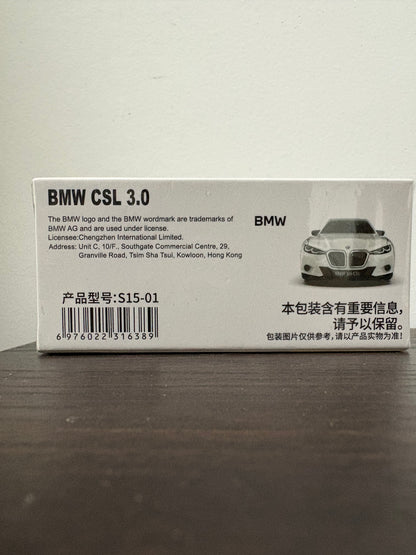 BMW CSL 3.0
The BMW logo and the BMW wordmark are trademarks of
BMW AG and are used under license.
Licensee:Chengzhen International Limited.
Address: Unit C, 10/F., Southgate Commercial Centre, 29,
Granville Road, Tsim Sha Tsui, Kowloon, Hong Kong
BMW
产品型号:S15-01
6 976022 316389
本包装含有重要信息,
请予以保留。
包装图片仅供参考,请以产品实物为准!